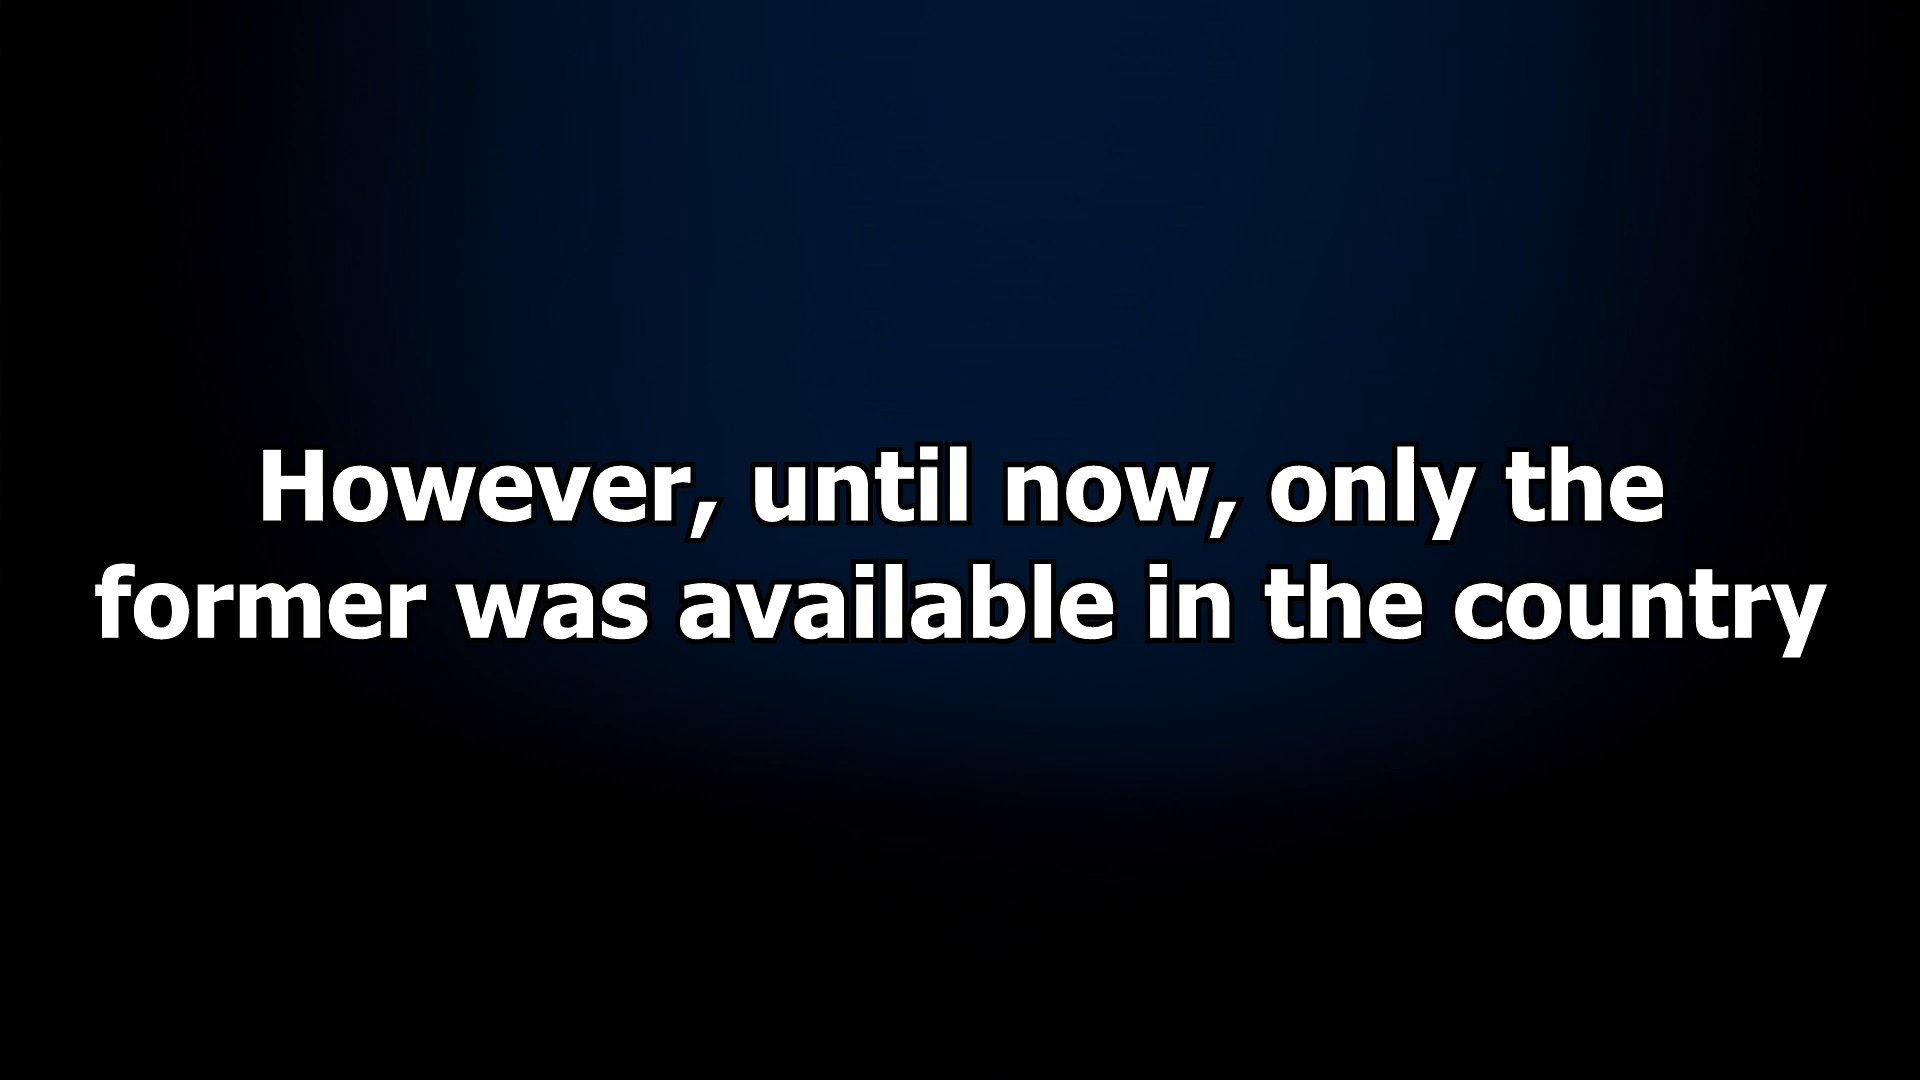 However, until now, only the
former was available in the country